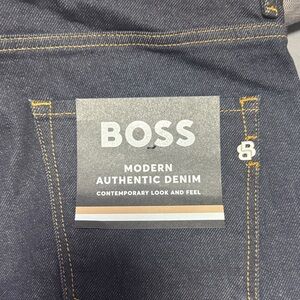 BOSS
MODERN
AUTHENTIC DENIM
CONTEMPORARY LOOK AND FEEL